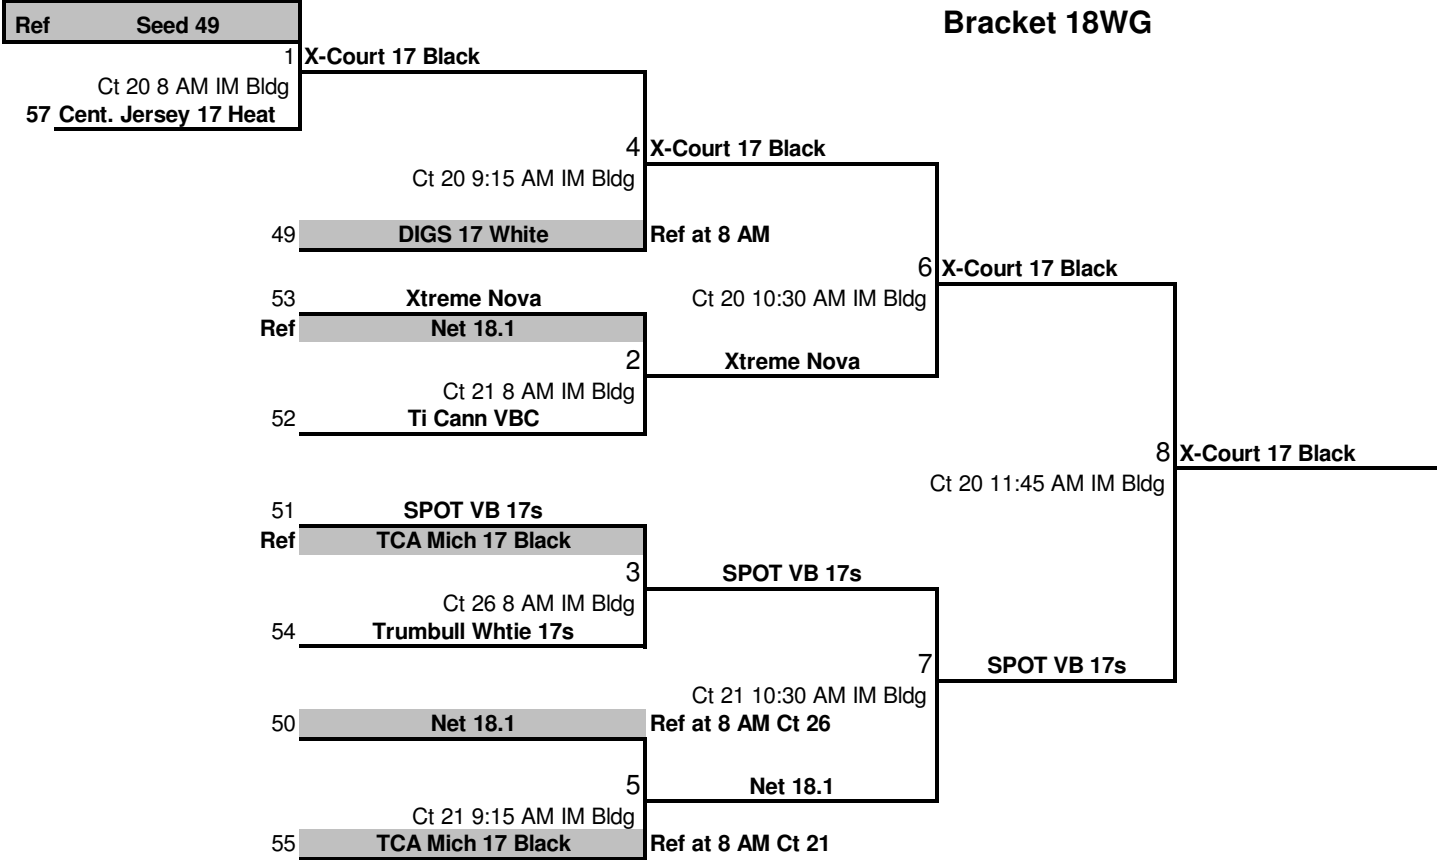 Bracket 18WG
Ref Seed 49
1 X-Court 17 Black
Ct 20 8 AM IM Bldg
57 Cent. Jersey 17 Heat
4 X-Court 17 Black
Ct 20 9:15 AM IM Bldg
49 DIGS 17 White Ref at 8 AM
6 X-Court 17 Black
53 Xtreme Nova Ct 20 10:30 AM IM Bldg
Ref Net 18.1
2 Xtreme Nova
Ct 21 8 AM IM Bldg
52 Ti Cann VBC
8 X-Court 17 Black
Ct 20 11:45 AM IM Bldg
51 SPOT VB 17s
Ref TCA Mich 17 Black
3 SPOT VB 17s
Ct 26 8 AM IM Bldg
54 Trumbull Whtie 17s
7 SPOT VB 17s
Ct 21 10:30 AM IM Bldg
50 Net 18.1 Ref at 8 AM Ct 26
5 Net 18.1
Ct 21 9:15 AM IM Bldg
55 TCA Mich 17 Black Ref at 8 AM Ct 21